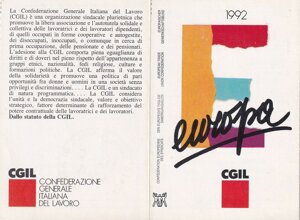 La Confederazione Generale Italiana del Lavoro
(CGIL) è una organizzazione sindacale plurietnica che
promuove la libera associazione e l'autotutela solidale
e collettiva delle lavoratrici e dei lavoratori dipendenti,
di quelli occupati in forme cooperative e autogestite,
dei disoccupati, inoccupati, o comunque in cerca di
prima occupazione, delle pensionate e dei pensionati.
L'adesione alla CGIL comporta piena eguaglianza di
diritti e di doveri nel pieno rispetto dell'appartenenza a
gruppi etnici, nazionalità, fedi religiose, culture e
formazioni politiche. La CGIL afferma il valore
della solidarietà e promuove una politica di pari
opportunità fra donne e uomini in una società senza
privilegi e discriminazioni. La CGIL è un sindacato
di natura programmatica. La CGIL considera
l'unità e la democrazia sindacale, valore e obiettivo
strategico, fattore determinante di rafforzamento del
potere contrattuale delle lavoratrici e dei lavoratori.
Dallo statuto della CGIL.
CGIL
CONFEDERAZIONE
GENERALE
ITALIANA
DEL LAVORO
1992
europa
CGIL